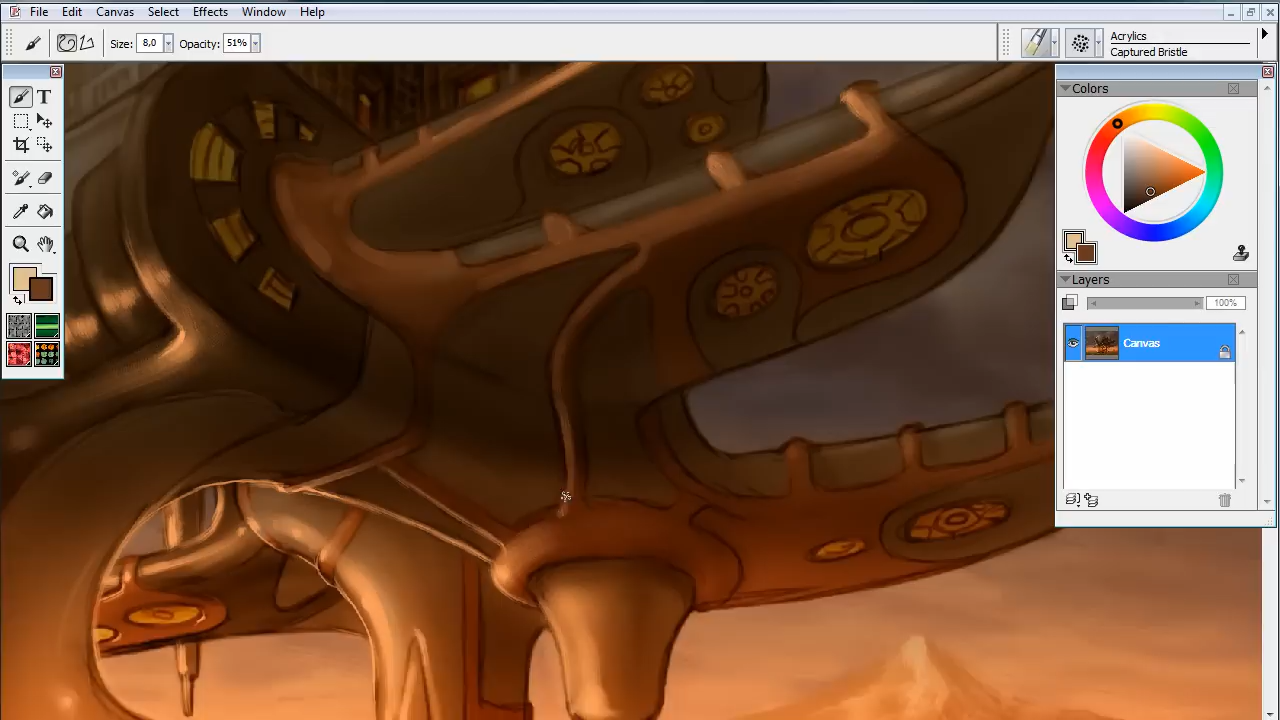 File Edit Canvas Select Effects Window Help
Size: 8,0 Opacity: 51%
Acrylics
Captured Bristle
T
Colors
Layers
100%
Canvas